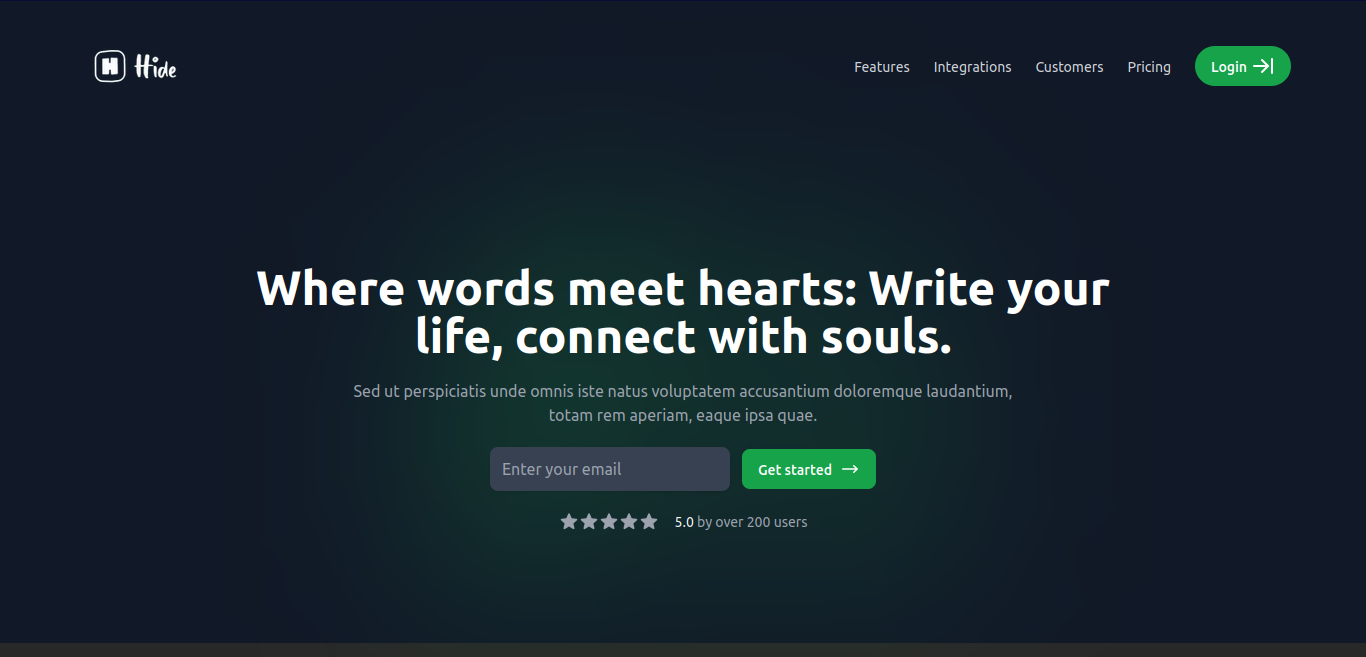 H Hide
Features Integrations Customers Pricing Login
Where words meet hearts: Write your
life, connect with souls.
Sed ut perspiciatis unde omnis iste natus voluptatem accusantium doloremque laudantium,
totam rem aperiam, eaque ipsa quae.
Enter your email Get started
5.0 by over 200 users